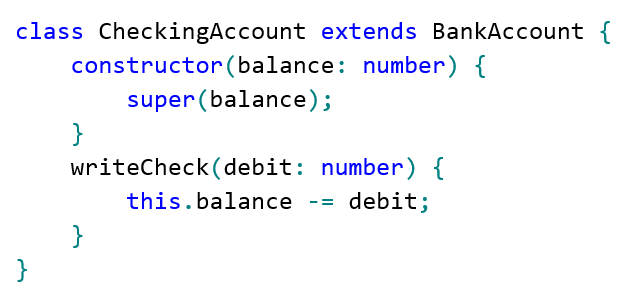 class CheckingAccount extends BankAccount {
    constructor(balance: number) {
        super(balance);
    }
    writeCheck(debit: number) {
        this.balance -= debit;
    }
}